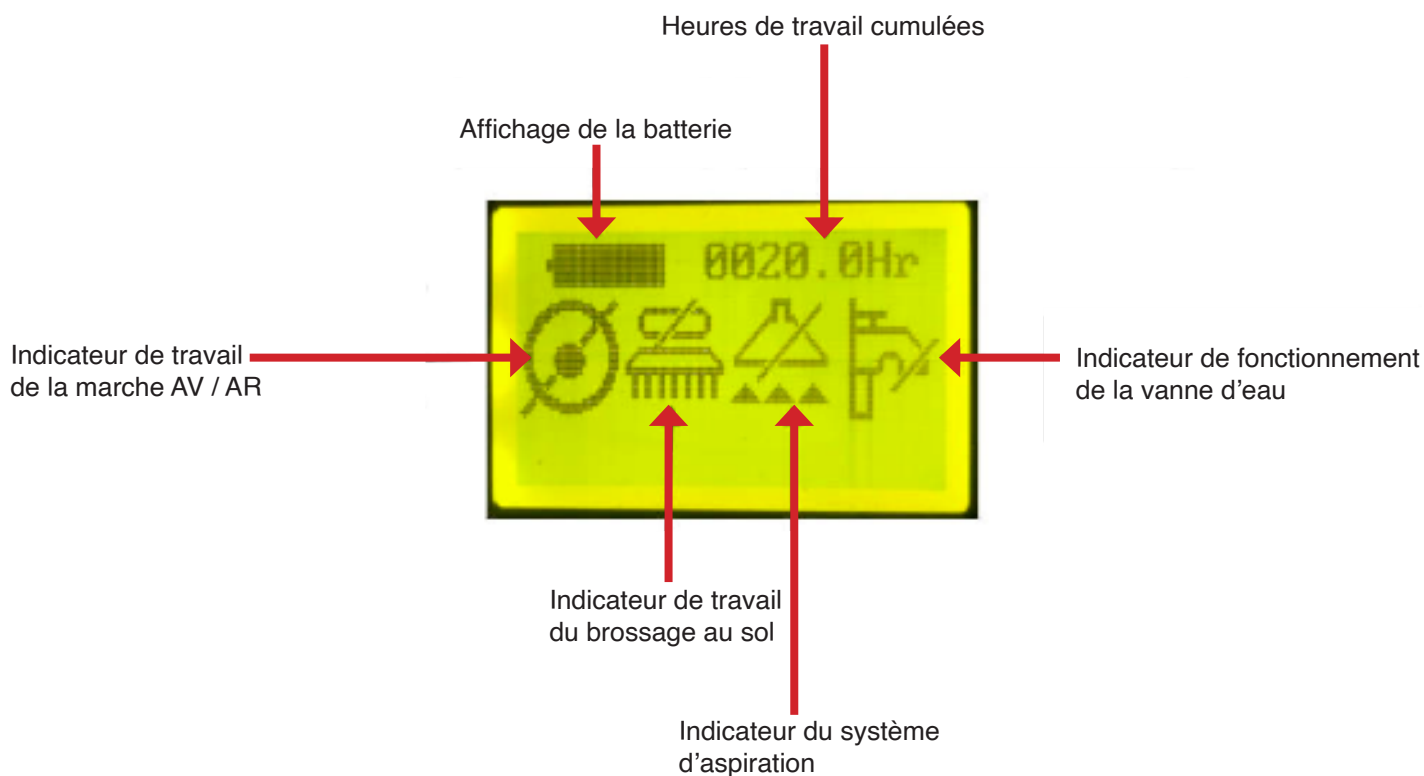 Heures de travail cumulées
Affichage de la batterie
0020.0Hr
Indicateur de travail
de la marche AV / AR
Indicateur de fonctionnement
de la vanne d'eau
Indicateur de travail
du brossage au sol
Indicateur du système
d'aspiration